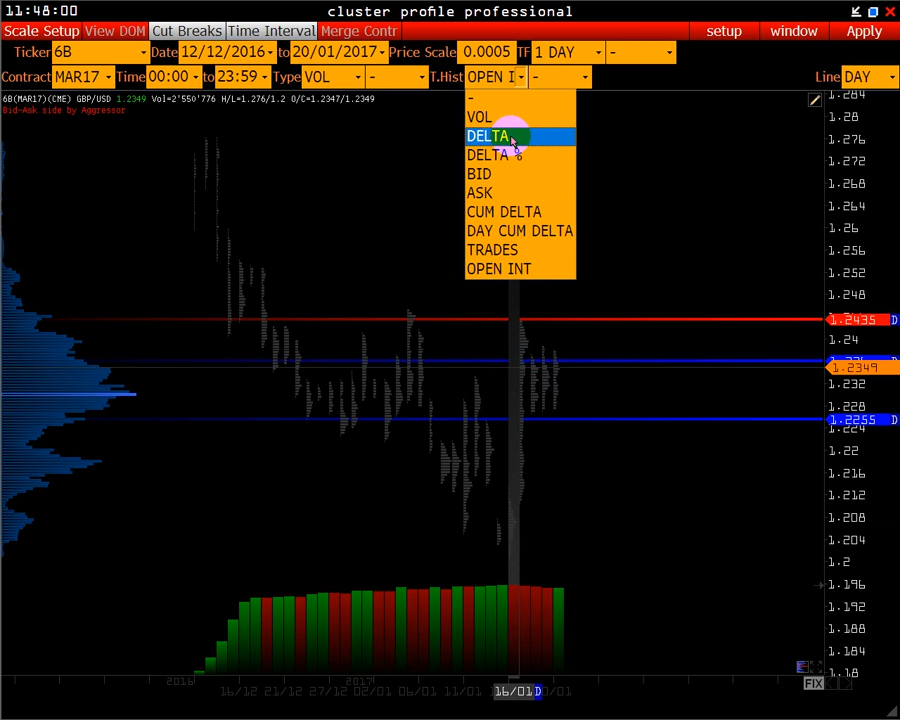 11:48:00 cluster profile professional
Scale Setup View DOM Cut Breaks Time Interval Merge Contr setup window Apply
Ticker 6B Date 12/12/2016 to 20/01/2017 Price Scale 0.0005 TF 1 DAY -
Contract MAR17 Time 00:00 to 23:59 Type VOL - T.Hist OPEN I - Line DAY
6B(MAR17)(CME) GBP/USD 1.2349 Vol=2'550'776 H/L=1.276/1.2 O/C=1.2347/1.2349
Bid-Ask side by Aggressor
-
VOL
DELTA
DELTA %
BID
ASK
CUM DELTA
DAY CUM DELTA
TRADES
OPEN INT
1.284
1.28
1.276
1.272
1.268
1.264
1.26
1.256
1.252
1.248
1.2435 D
1.24
D
1.2349
1.232
1.228
1.2255 D
1.224
1.22
1.216
1.212
1.208
1.204
1.2
1.196
1.192
1.188
1.184
1.18
2016 2017 FIX
16/12 21/12 27/12 02/01 06/01 11/01 16/01 D